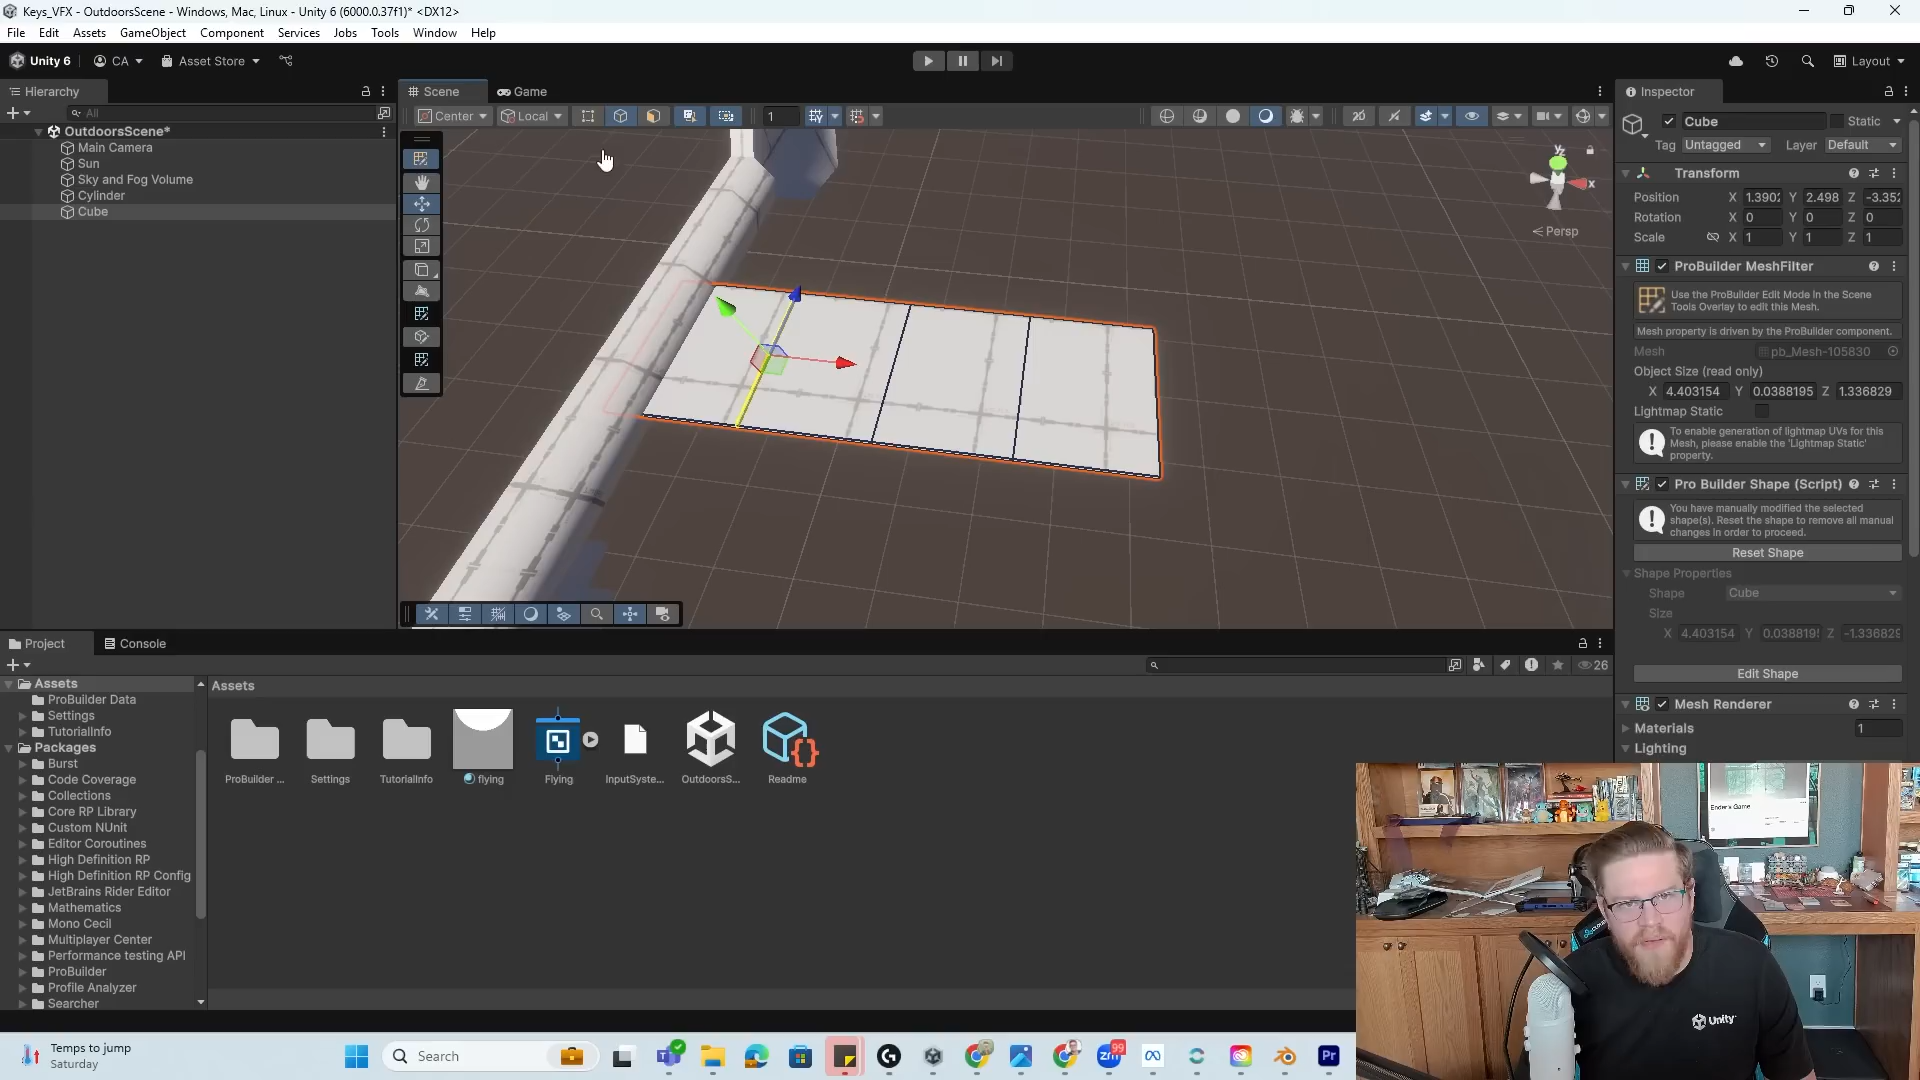 Keys_VFX - OutdoorsScene - Windows, Mac, Linux - Unity 6 (6000.0.37f1)* <DX12>
File Edit Assets GameObject Component Services Jobs Tools Window Help
Unity 6 CA Asset Store Layout
Hierarchy
All
OutdoorsScene*
Main Camera
Sun
Sky and Fog Volume
Cylinder
Cube
Scene Game
Center Local 1 2D
y z
x
Persp
Inspector
Cube Static
Tag Untagged Layer Default
Transform
Position X 1.390 Y 2.498 Z -3.35
Rotation X 0 Y 0 Z 0
Scale X 1 Y 1 Z 1
ProBuilder MeshFilter
Use the ProBuilder Edit Mode in the Scene
Tools Overlay to edit this Mesh.
Mesh property is driven by the ProBuilder component.
Mesh pb_Mesh-105830
Object Size (read only)
X 4.403154 Y 0.0388195 Z 1.336829
Lightmap Static
To enable generation of lightmap UVs for this
Mesh, please enable the 'Lightmap Static'
property.
Pro Builder Shape (Script)
You have manually modified the selected
shape(s). Reset the shape to remove all manual
changes in order to proceed.
Reset Shape
Shape Properties
Shape Cube
Size
X 4.403154 Y 0.038819 Z -1.336829
Edit Shape
Mesh Renderer
Materials 1
Lighting
Project Console
26
Assets
ProBuilder Data
Settings
TutorialInfo
Packages
Burst
Code Coverage
Collections
Core RP Library
Custom NUnit
Editor Coroutines
High Definition RP
High Definition RP Config
JetBrains Rider Editor
Mathematics
Mono Cecil
Multiplayer Center
Performance testing API
ProBuilder
Profile Analyzer
Searcher
Assets
ProBuilder ... Settings TutorialInfo flying Flying InputSyste... OutdoorsS... Readme
Ender's Game
Unity
Temps to jump
Saturday
Search
zm 99
Pr